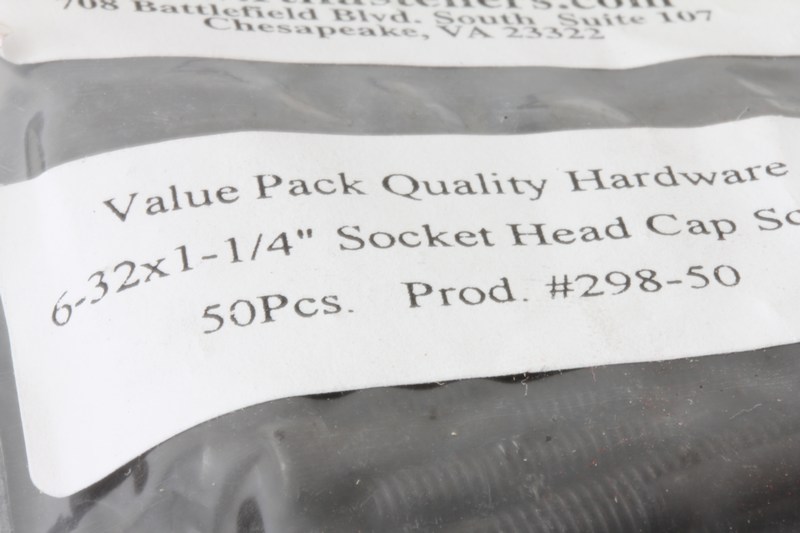 708 Battlefield Blvd. South, Suite 107
Chesapeake, VA 23322
Value Pack Quality Hardware
6-32x1-1/4" Socket Head Cap Sc
50Pcs. Prod. #298-50